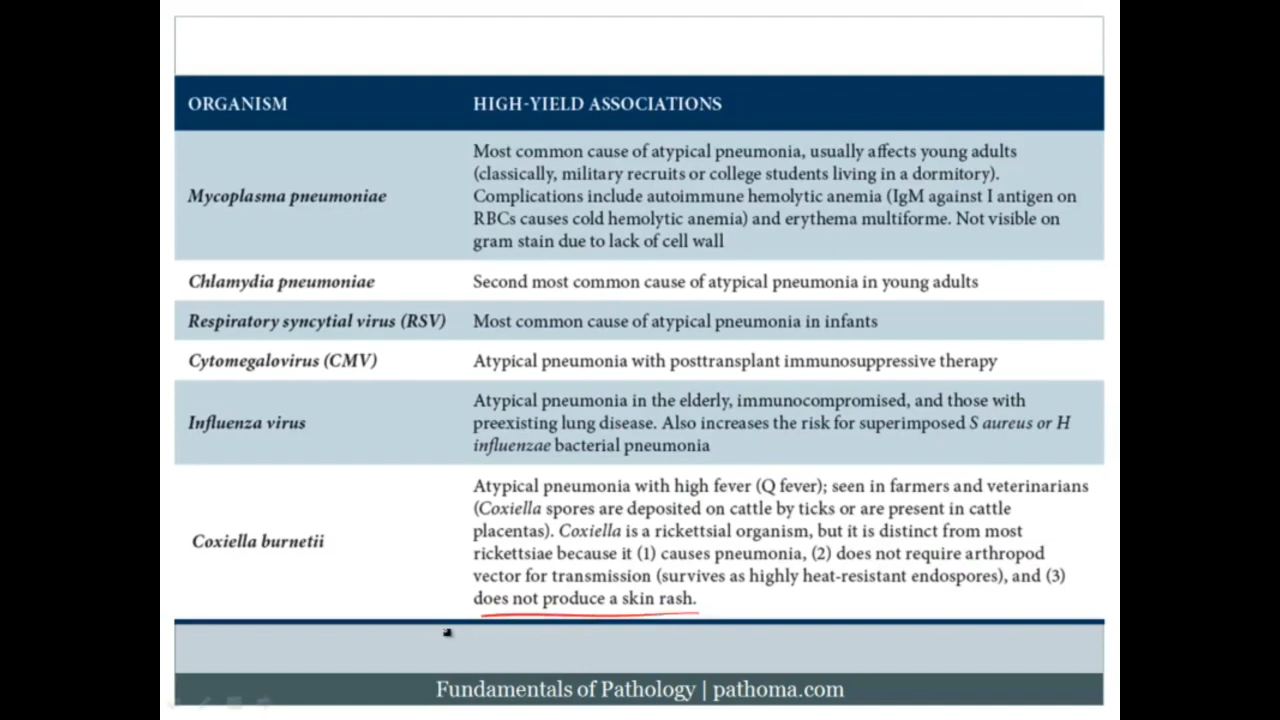 ORGANISM
HIGH-YIELD ASSOCIATIONS
Mycoplasma pneumoniae
Most common cause of atypical pneumonia, usually affects young adults
(classically, military recruits or college students living in a dormitory).
Complications include autoimmune hemolytic anemia (IgM against I antigen on
RBCs causes cold hemolytic anemia) and erythema multiforme. Not visible on
gram stain due to lack of cell wall
Chlamydia pneumoniae
Second most common cause of atypical pneumonia in young adults
Respiratory syncytial virus (RSV)
Most common cause of atypical pneumonia in infants
Cytomegalovirus (CMV)
Atypical pneumonia with posttransplant immunosuppressive therapy
Influenza virus
Atypical pneumonia in the elderly, immunocompromised, and those with
preexisting lung disease. Also increases the risk for superimposed S aureus or H
influenzae bacterial pneumonia
Coxiella burnetii
Atypical pneumonia with high fever (Q fever); seen in farmers and veterinarians
(Coxiella spores are deposited on cattle by ticks or are present in cattle
placentas). Coxiella is a rickettsial organism, but it is distinct from most
rickettsiae because it (1) causes pneumonia, (2) does not require arthropod
vector for transmission (survives as highly heat-resistant endospores), and (3)
does not produce a skin rash.
Fundamentals of Pathology | pathoma.com